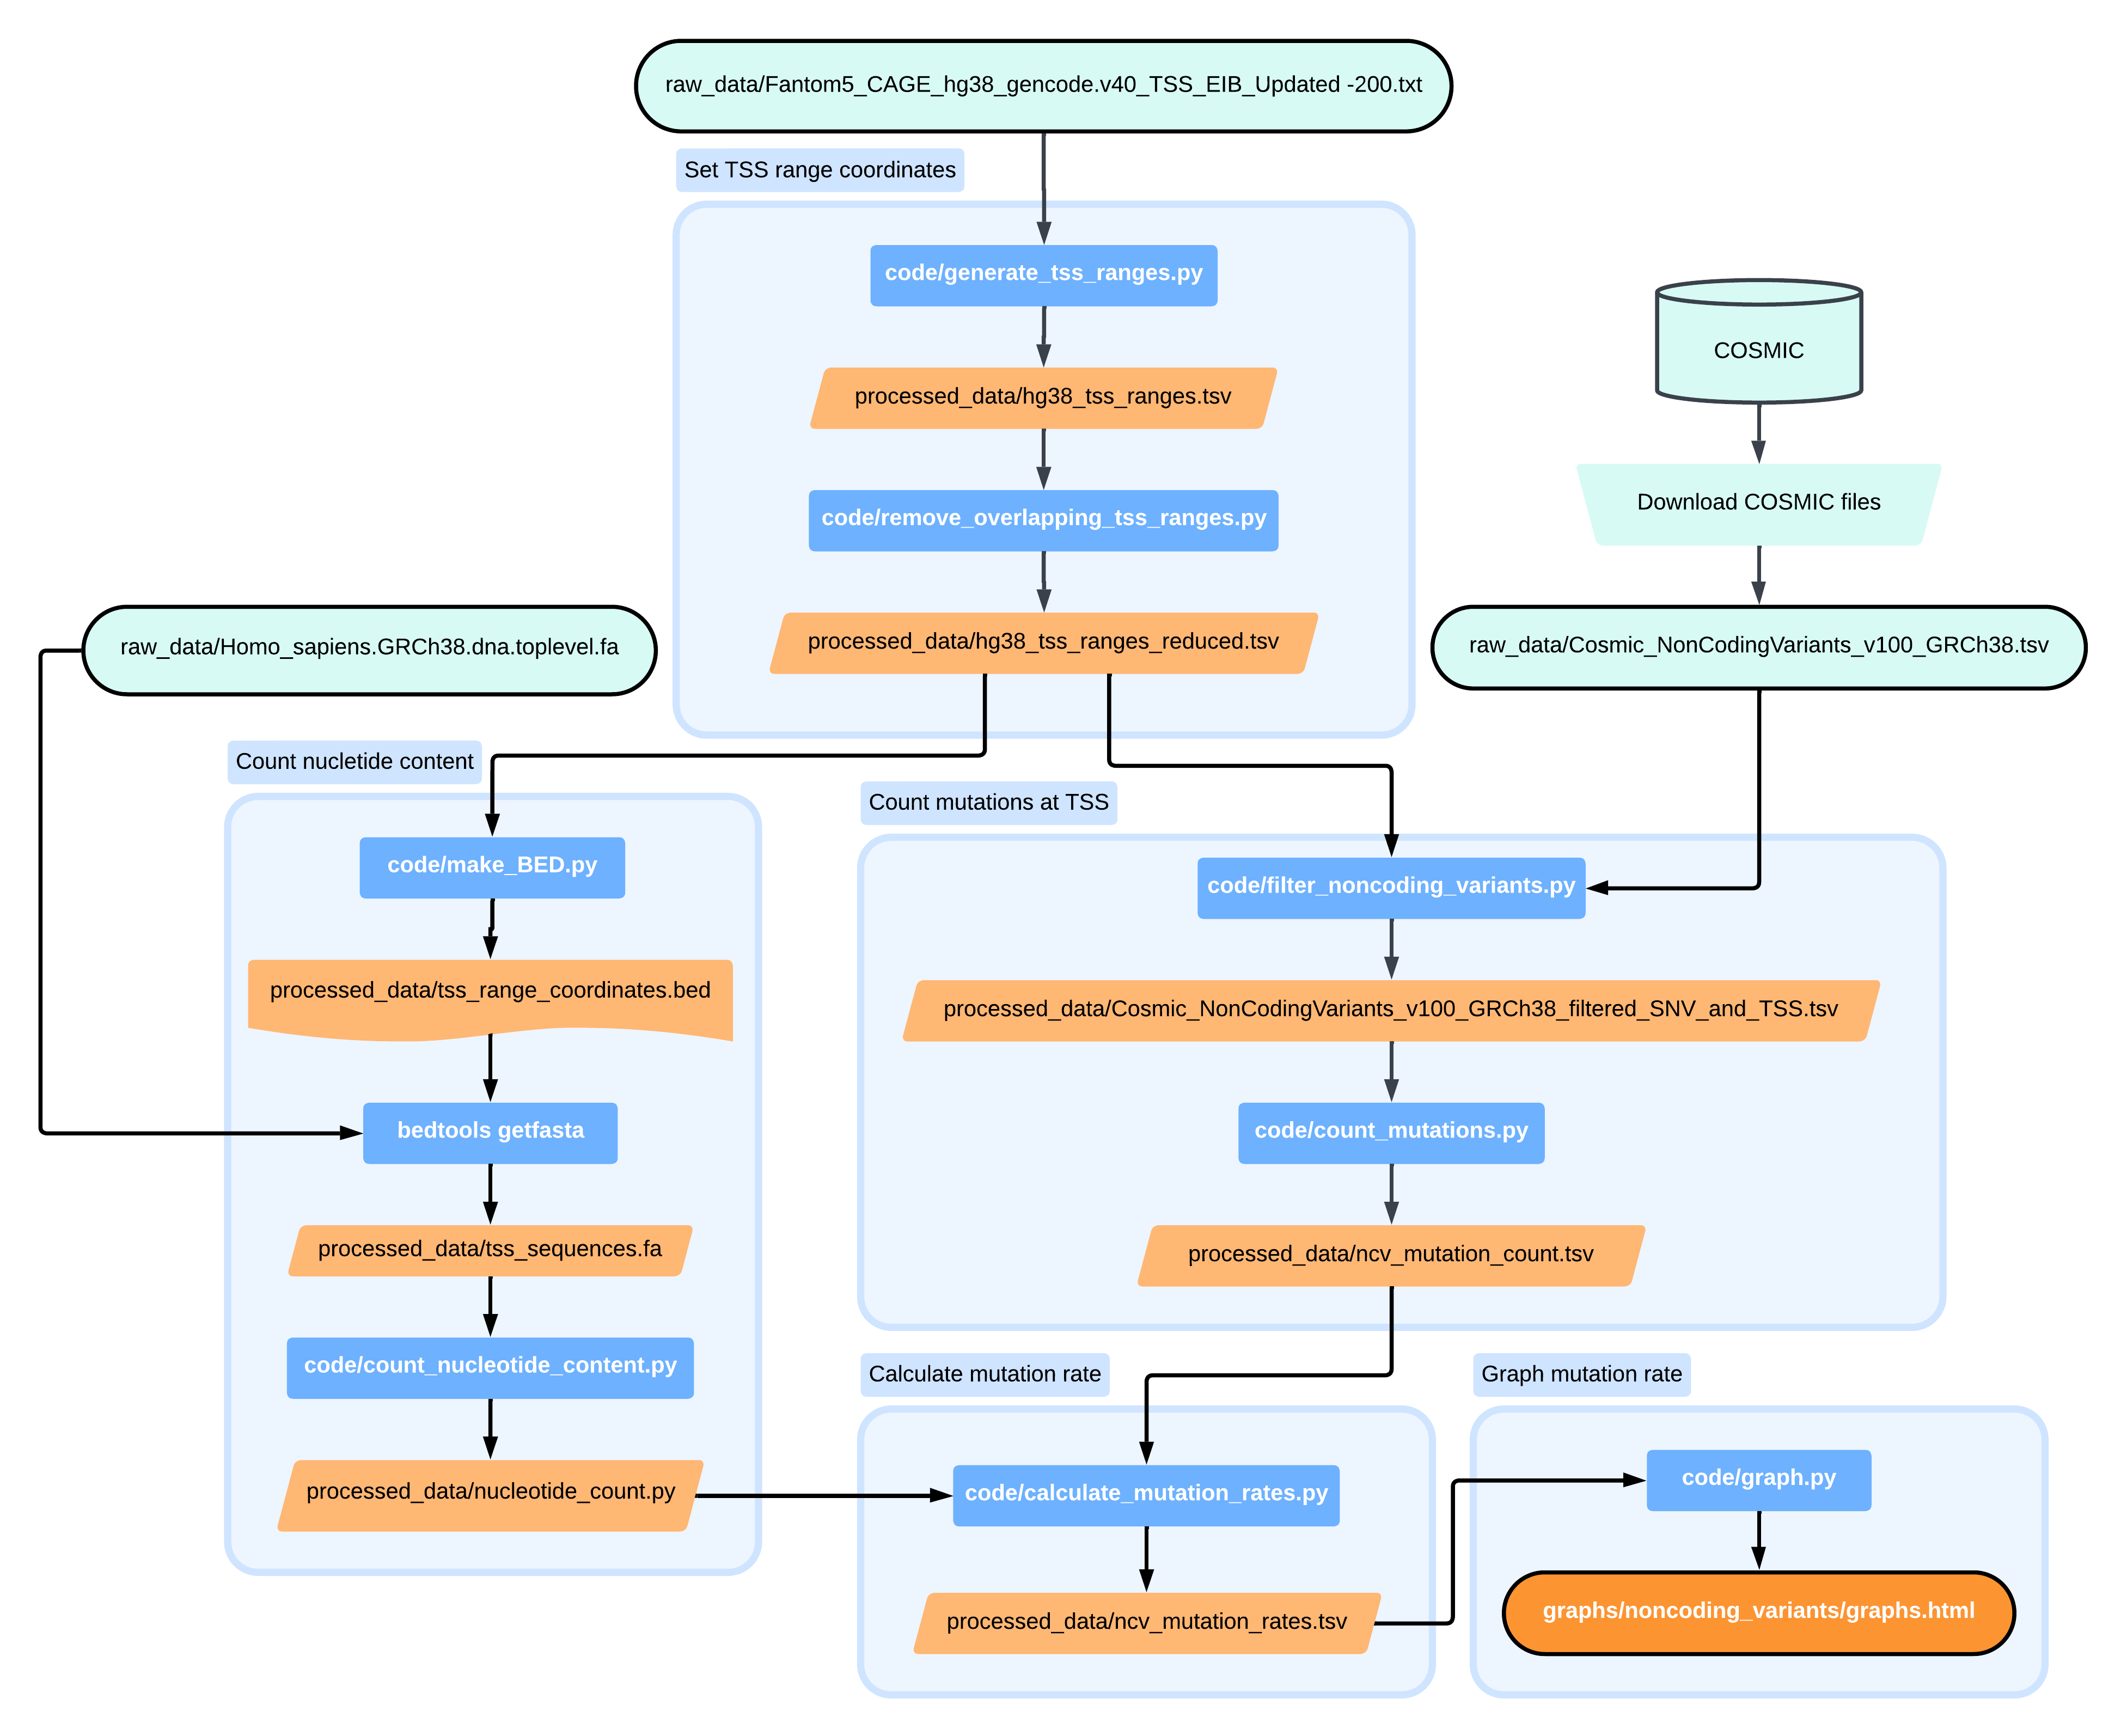 raw_data/Fantom5_CAGE_hg38_gencode.v40_TSS_EIB_Updated -200.txt
Set TSS range coordinates
code/generate_tss_ranges.py
processed_data/hg38_tss_ranges.tsv
code/remove_overlapping_tss_ranges.py
processed_data/hg38_tss_ranges_reduced.tsv
COSMIC
Download COSMIC files
raw_data/Cosmic_NonCodingVariants_v100_GRCh38.tsv
raw_data/Homo_sapiens.GRCh38.dna.toplevel.fa
Count nucletide content
code/make_BED.py
processed_data/tss_range_coordinates.bed
bedtools getfasta
processed_data/tss_sequences.fa
code/count_nucleotide_content.py
processed_data/nucleotide_count.py
Count mutations at TSS
code/filter_noncoding_variants.py
processed_data/Cosmic_NonCodingVariants_v100_GRCh38_filtered_SNV_and_TSS.tsv
code/count_mutations.py
processed_data/ncv_mutation_count.tsv
Calculate mutation rate
code/calculate_mutation_rates.py
processed_data/ncv_mutation_rates.tsv
Graph mutation rate
code/graph.py
graphs/noncoding_variants/graphs.html